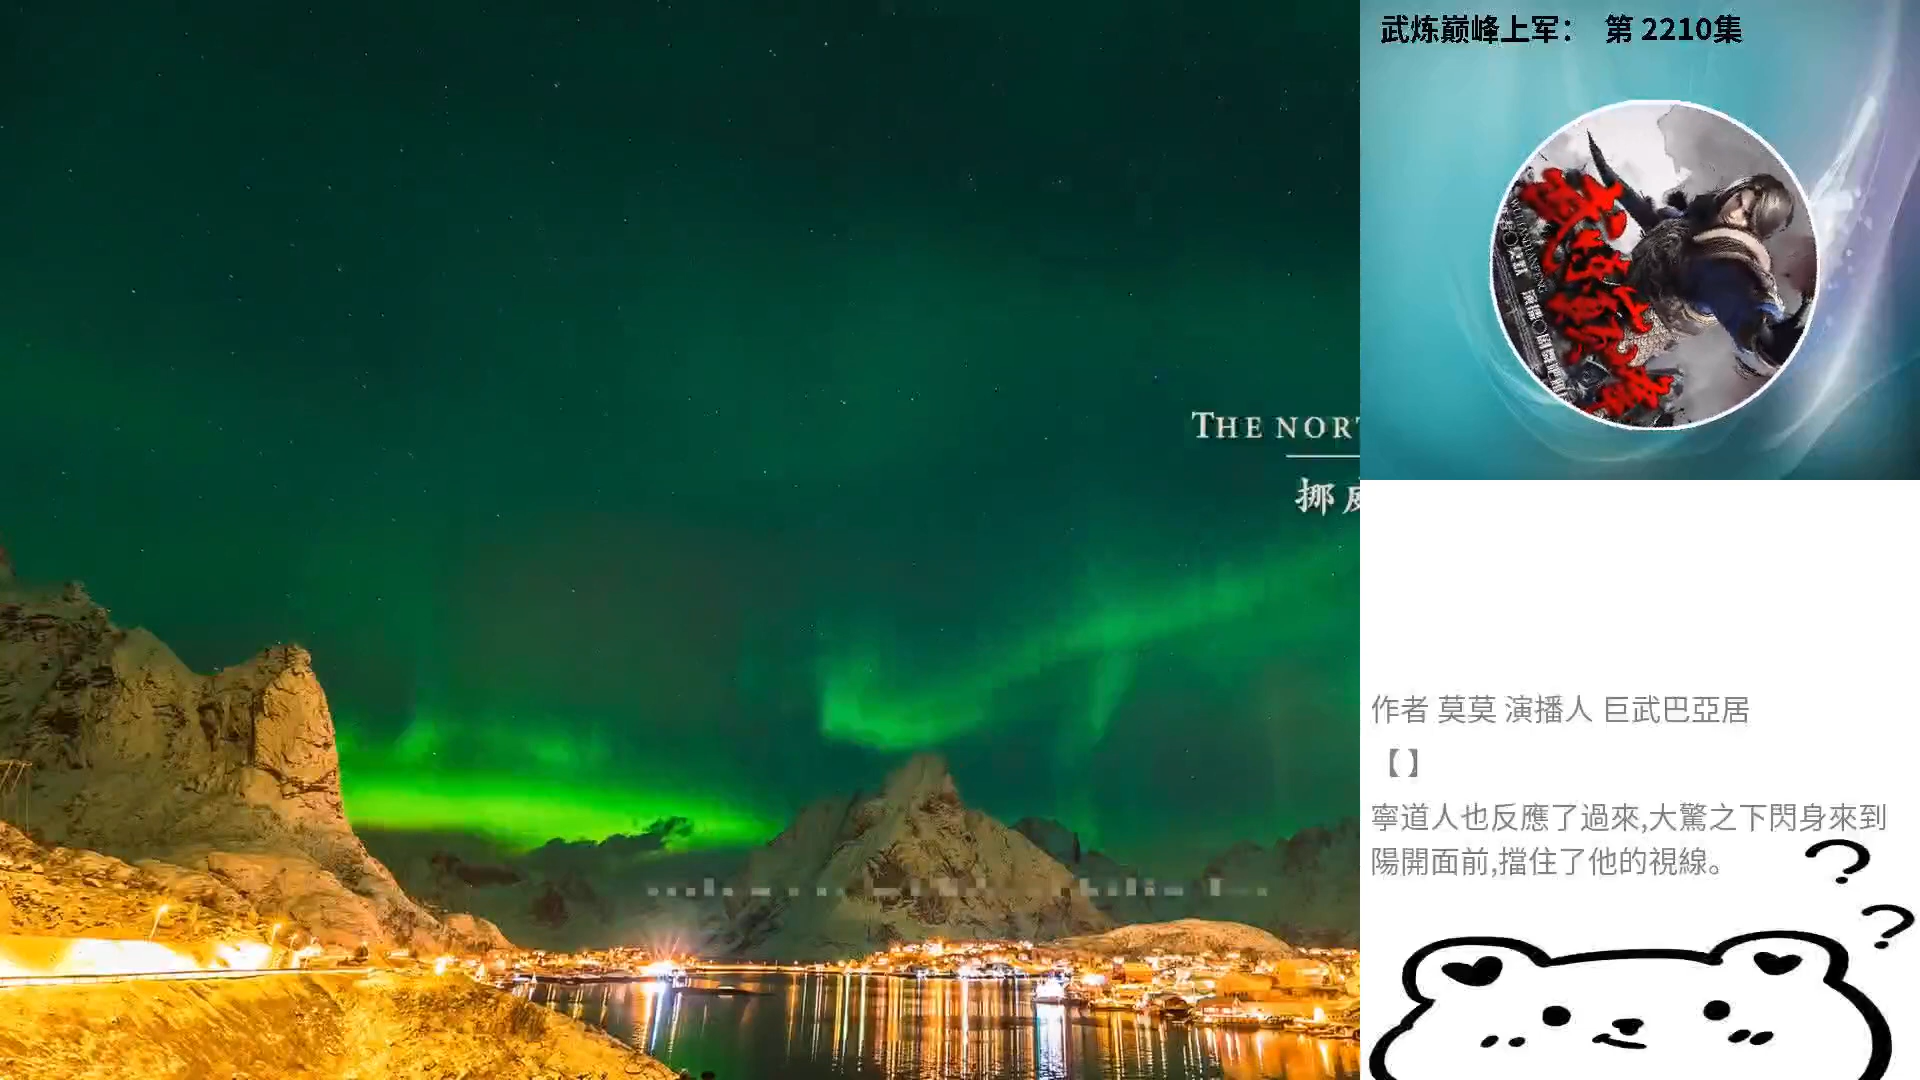 武炼巅峰上军： 第 2210集
THE NOR
挪
作者 莫莫 演播人 巨武巴亞居
【】
寧道人也反應了過來,大驚之下閃身來到
陽開面前,擋住了他的視線。
? ?